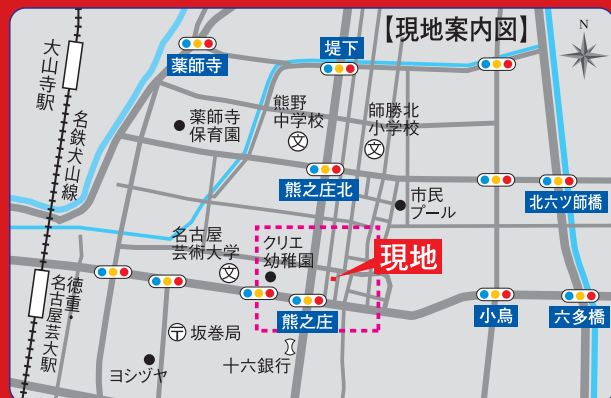 【現地案内図】
N
大山寺駅
薬師寺
堤下
名鉄犬山線
薬師寺
保育園
熊野
中学校
文
師勝北
小学校
文
熊之庄北
市民
プール
北六ツ師橋
名古屋
芸術大学
文
クリエ
幼稚園
現地
徳重・
名古屋芸大駅
熊之庄
小鳥
六多橋
〒
坂巻局
十六銀行
ヨシヅヤ